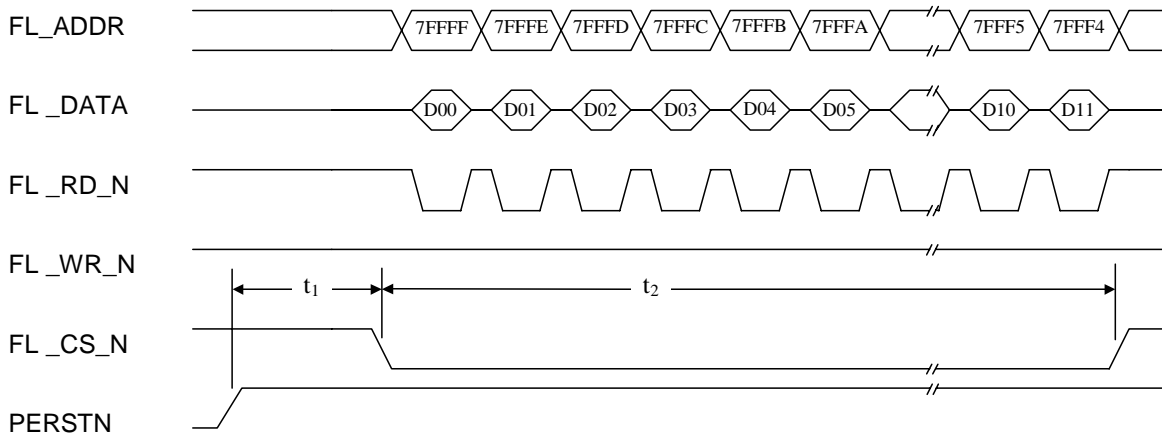 FL_ADDR 7FFFF 7FFFE 7FFFD 7FFFC 7FFFB 7FFFA 7FFF5 7FFF4
FL _DATA D00 D01 D02 D03 D04 D05 D10 D11
FL _RD_N
FL _WR_N
t₁ t₂
FL _CS_N
PERSTN